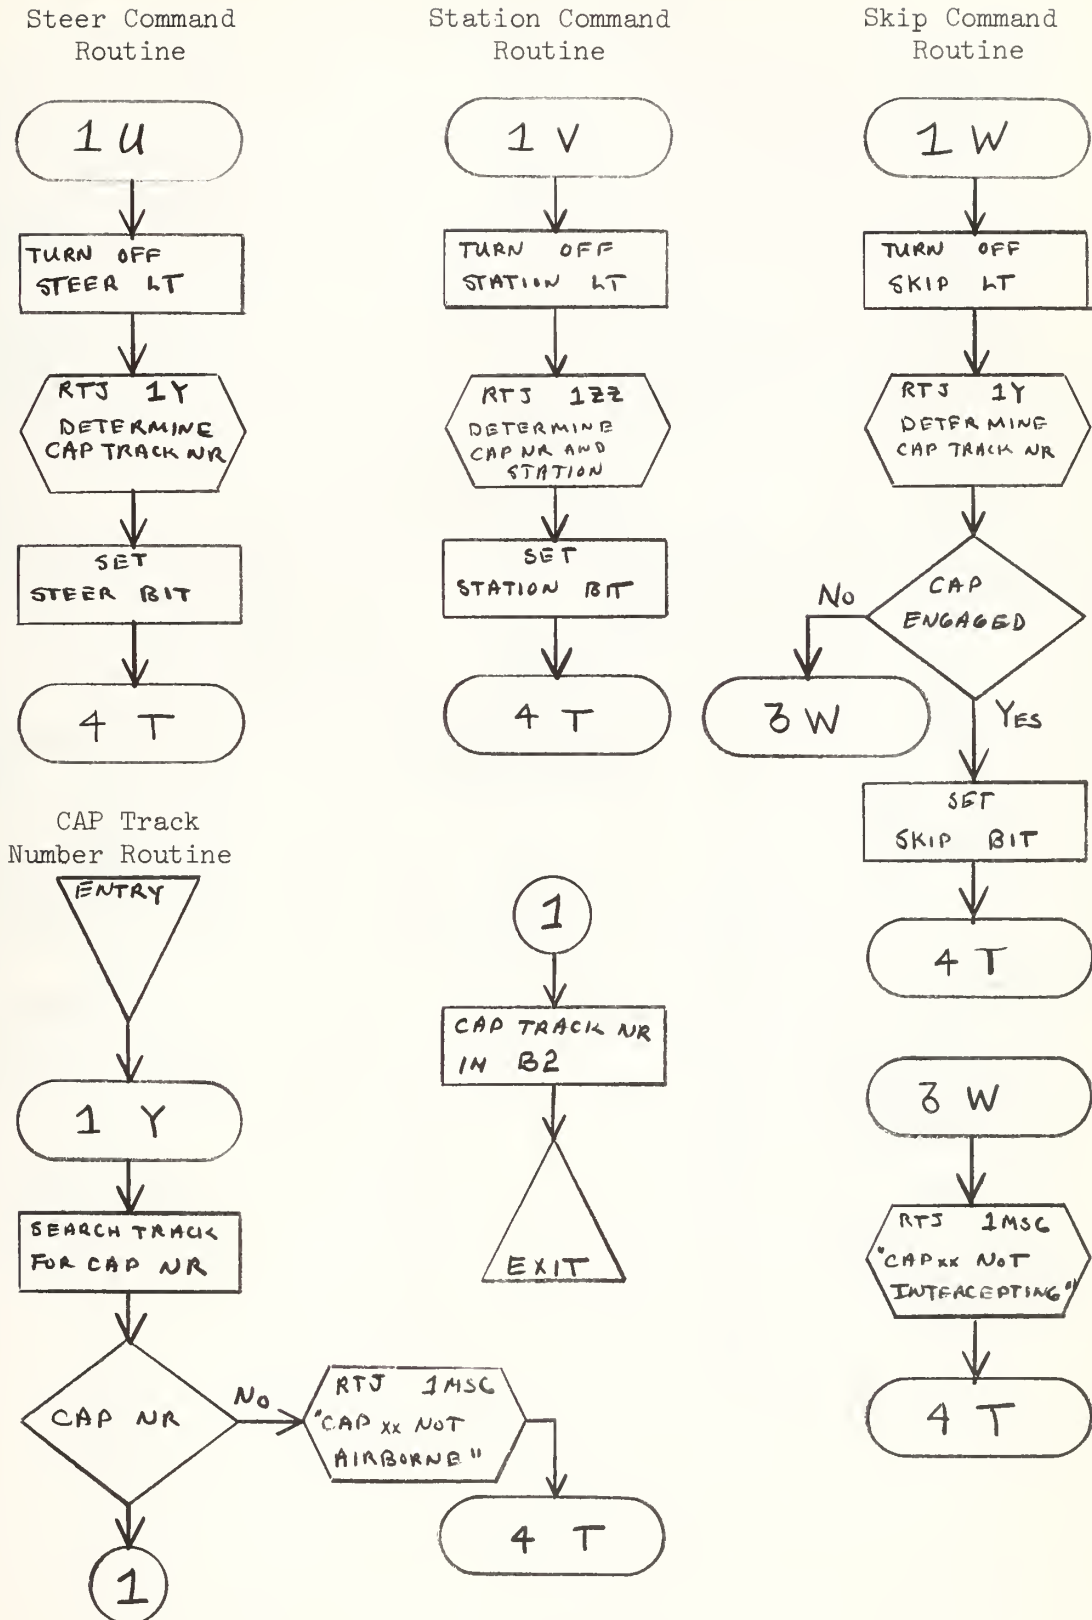 Steer Command
Routine
1 U
TURN OFF
STEER LT
RTJ 1Y
DETERMINE
CAP TRACK NR
SET
STEER BIT
4 T
Station Command
Routine
1 V
TURN OFF
STATION LT
RTJ 1ZZ
DETERMINE
CAP NR AND
STATION
SET
STATION BIT
4 T
Skip Command
Routine
1 W
TURN OFF
SKIP LT
RTJ 1Y
DETERMINE
CAP TRACK NR
CAP
ENGAGED
No
3 W
YES
SET
SKIP BIT
4 T
CAP Track
Number Routine
ENTRY
1 Y
SEARCH TRACK
FOR CAP NR
CAP NR
No
RTJ 1MSG
"CAP xx NOT
AIRBORNE"
4 T
1
1
CAP TRACK NR
IN B2
EXIT
3 W
RTJ 1MSG
"CAP xx NOT
INTERCEPTING"
4 T